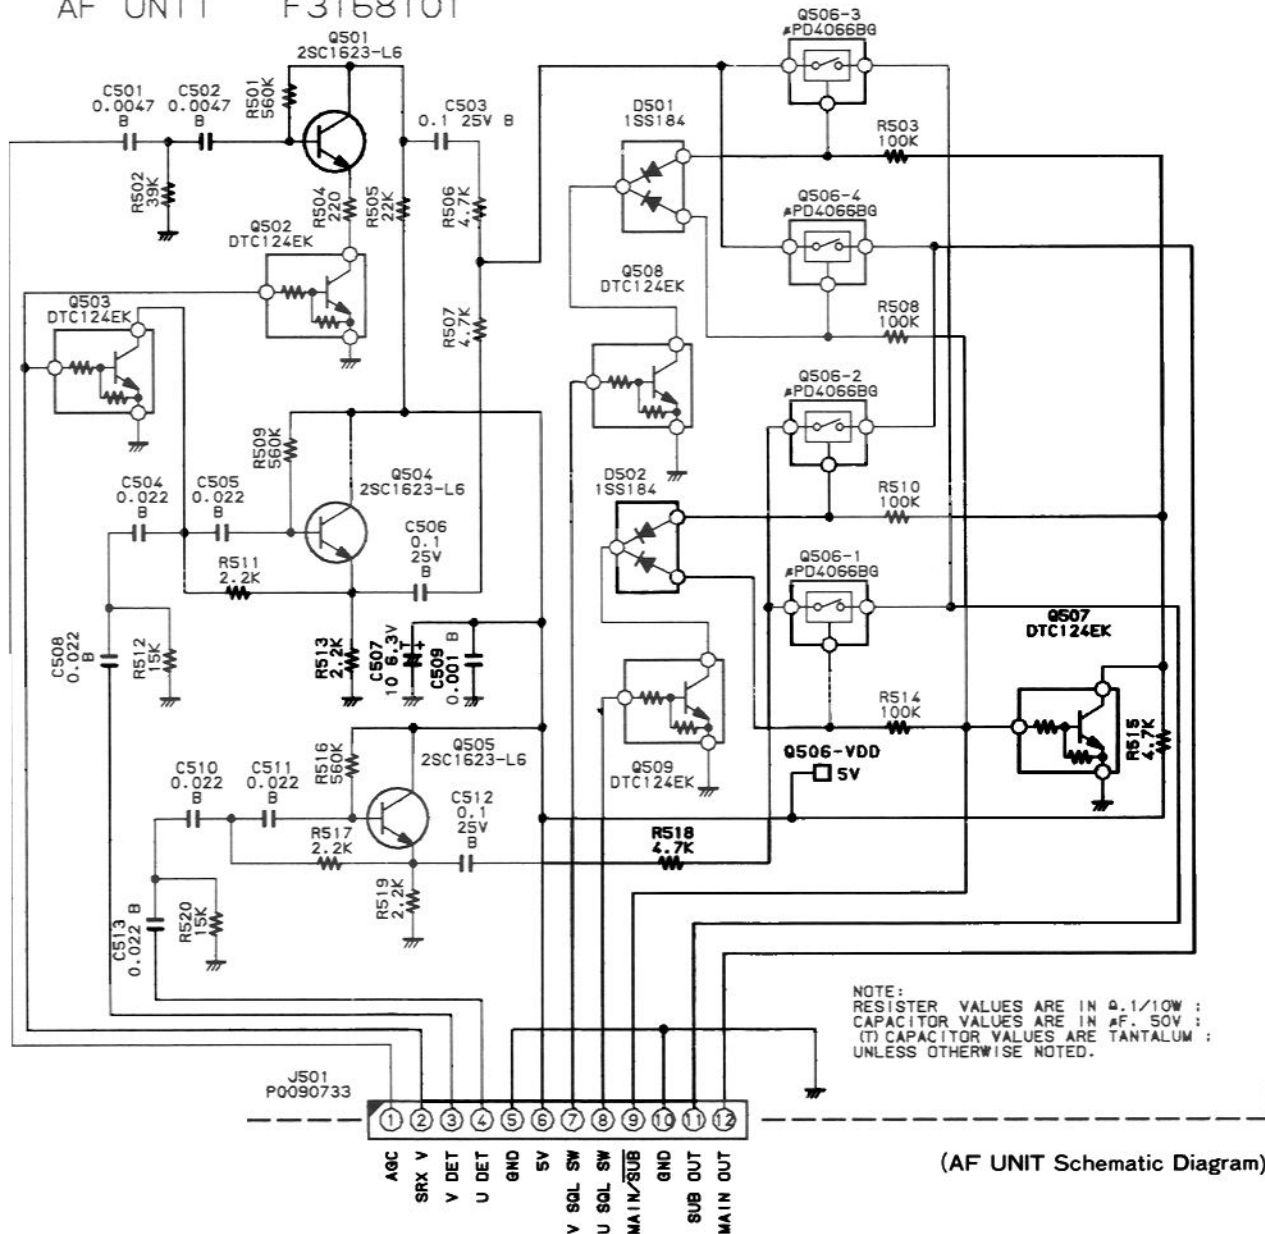 AF UNIT F3168101
Q501
2SC1623-L6
C501
0.0047
B
C502
0.0047
B
R501
560K
R502
39K
C503
0.1 25V B
R504
220
R505
22K
R506
4.7K
R507
4.7K
Q502
DTC124EK
Q503
DTC124EK
Q506-3
µPD4066BG
D501
1SS184
R503
100K
Q506-4
µPD4066BG
Q508
DTC124EK
R508
100K
Q506-2
µPD4066BG
R509
560K
Q504
2SC1623-L6
C504
0.022
B
C505
0.022
B
C506
0.1
25V
B
D502
1SS184
R510
100K
Q506-1
µPD4066BG
R511
2.2K
C508
0.022
B
R512
15K
R513
2.2K
C507
10 6.3V
T
+
C509
0.001 B
Q507
DTC124EK
R514
100K
R515
4.7K
Q506-VDD
5V
Q509
DTC124EK
R516
560K
Q505
2SC1623-L6
C510
0.022
B
C511
0.022
B
C512
0.1
25V
B
R517
2.2K
R518
4.7K
R519
2.2K
C513
0.022 B
R520
15K
NOTE:
RESISTER VALUES ARE IN Ω.1/10W ;
CAPACITOR VALUES ARE IN µF. 50V ;
(T) CAPACITOR VALUES ARE TANTALUM ;
UNLESS OTHERWISE NOTED.
J501
P0090733
1 2 3 4 5 6 7 8 9 10 11 12
AGC
SRX V
V DET
U DET
GND
5V
V SQL SW
U SQL SW
MAIN/SUB
GND
SUB OUT
MAIN OUT
(AF UNIT Schematic Diagram)